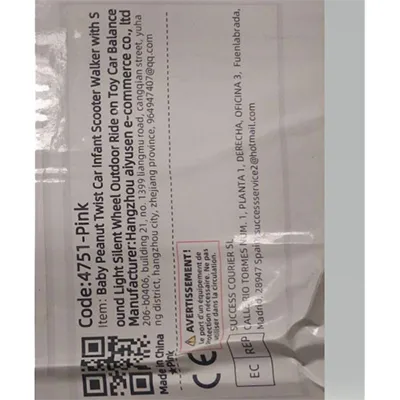 Code:4751-Pink
Item: Baby Peanut Twist Car Infant Scooter Walker with S
ound Light Silent Wheel Outdoor Ride on Toy Car Balance
Manufacturer:Hangzhou aiyusen e-commerce co., ltd
206-b0406, building 21, no. 1399 liangmu road, cangqian street, yuha
ng district, hangzhou city, zhejiang province, 964947407@qq.com
Made in China
Pink
CE
AVERTISSEMENT!
le port d'un équipement de
protection nécessaire. Ne pas
utiliser dans la circulation.
EC REP
SUCCESS COURIER SL
CALLE RIO TORMES NUM. 1, PLANTA 1, DERECHA, OFICINA 3, Fuenlabrada,
Madrid, 28947 Spain successservice2@hotmail.com